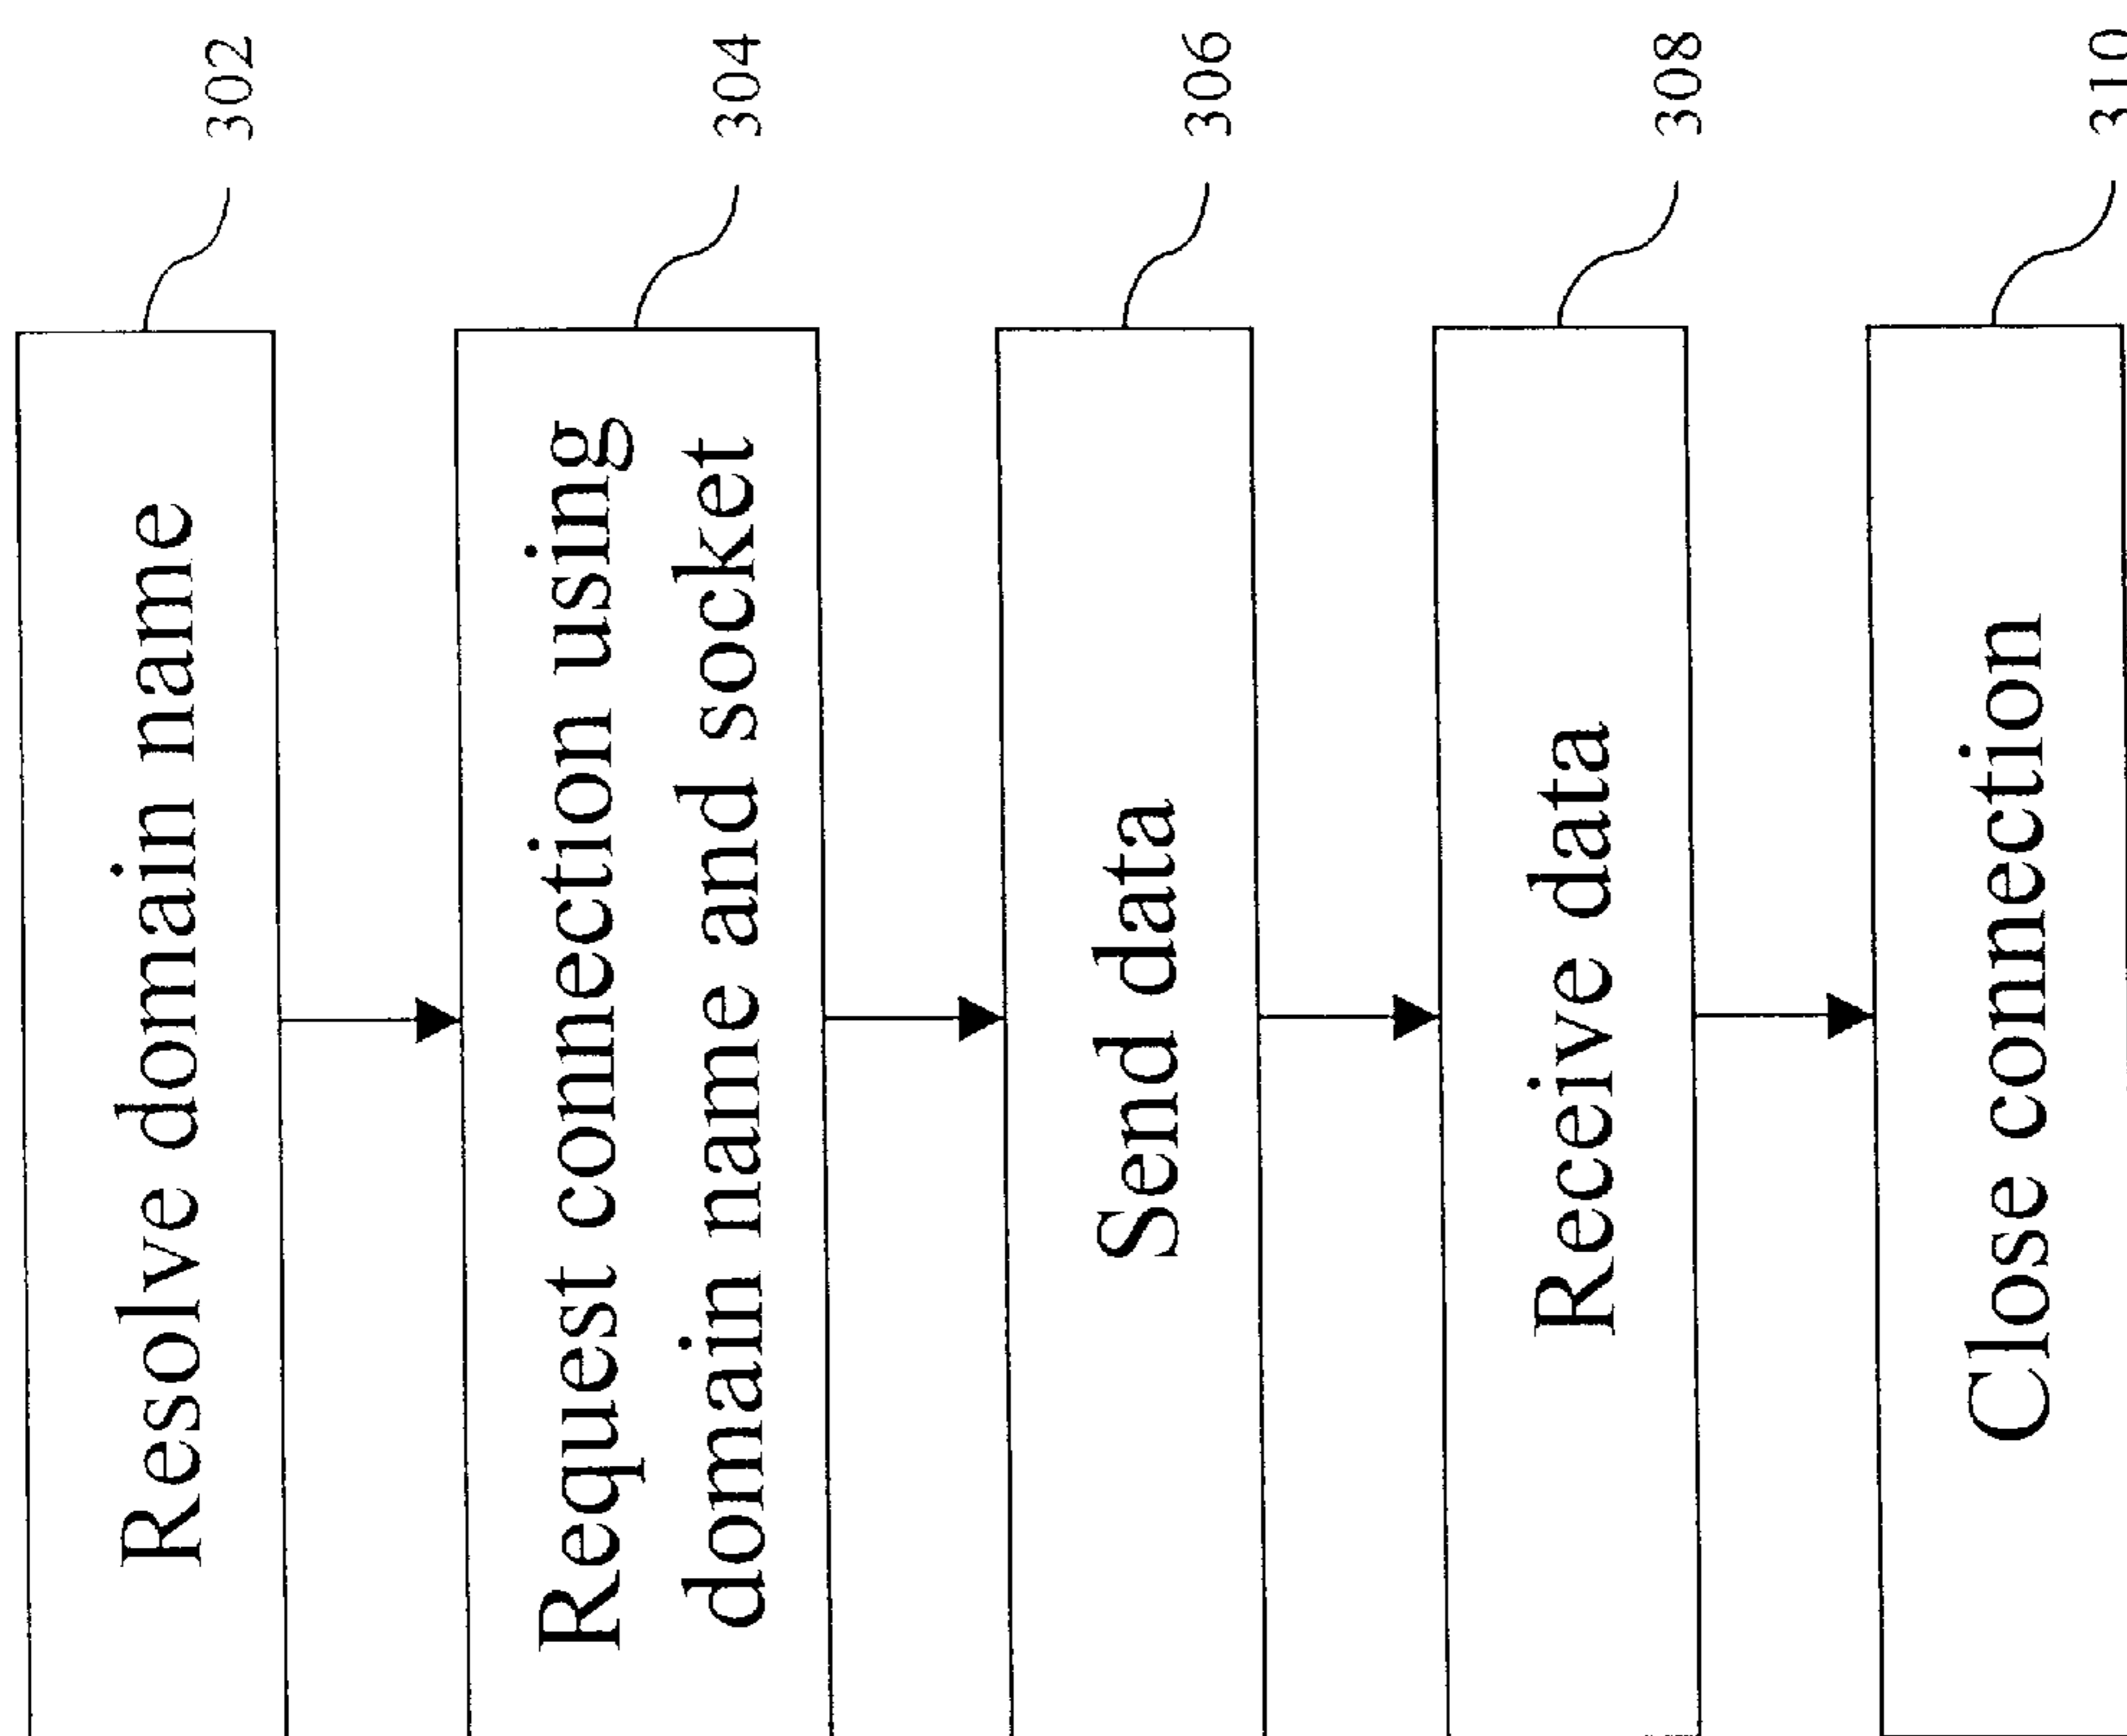 Resolve domain name
302
Request connection using
domain name and socket
304
Send data
306
Receive data
308
Close connection
310